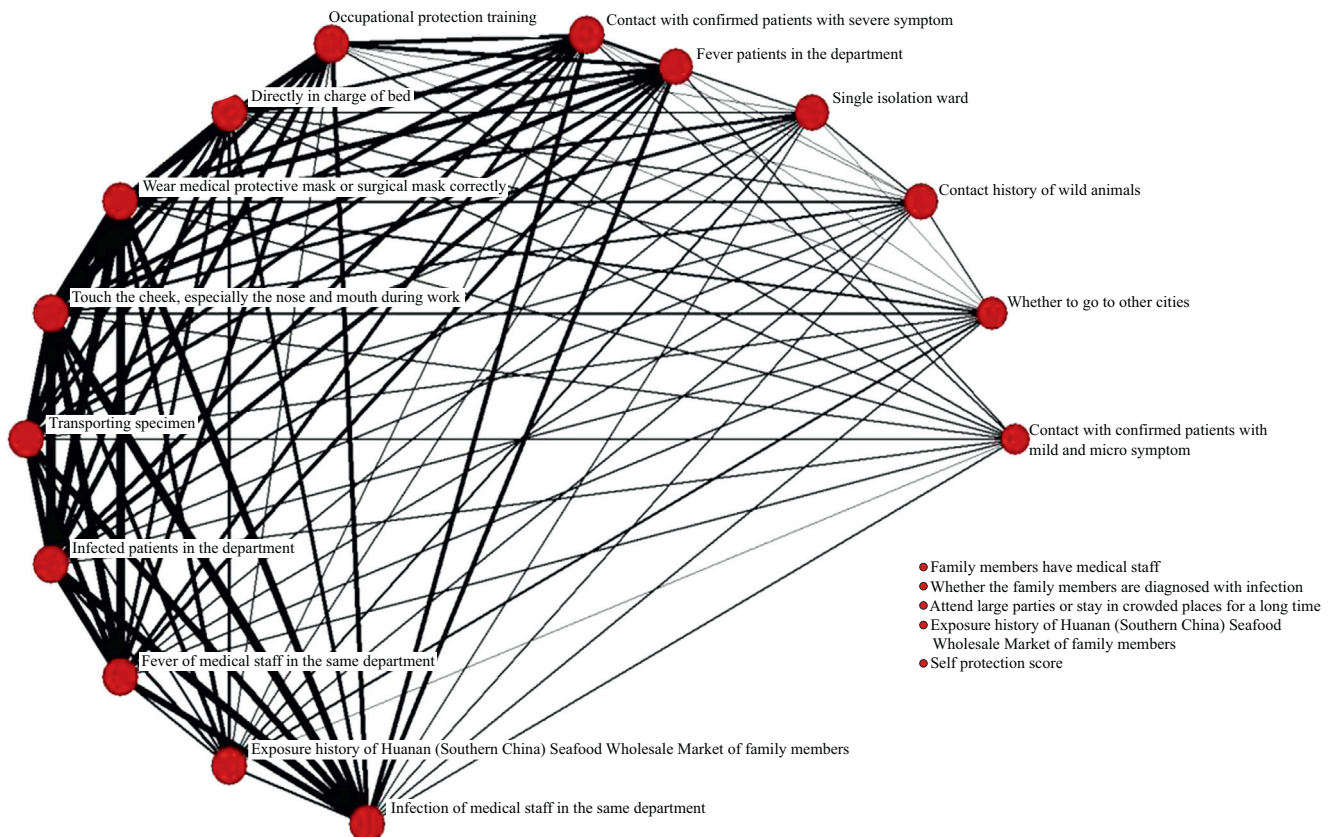 Occupational protection training
Contact with confirmed patients with severe symptom
Fever patients in the department
Directly in charge of bed
Single isolation ward
Wear medical protective mask or surgical mask correctly
Contact history of wild animals
Touch the cheek, especially the nose and mouth during work
Whether to go to other cities
Transporting specimen
Contact with confirmed patients with
mild and micro symptom
Infected patients in the department
Family members have medical staff
Whether the family members are diagnosed with infection
Attend large parties or stay in crowded places for a long time
Exposure history of Huanan (Southern China) Seafood
Wholesale Market of family members
Self protection score
Fever of medical staff in the same department
Exposure history of Huanan (Southern China) Seafood Wholesale Market of family members
Infection of medical staff in the same department